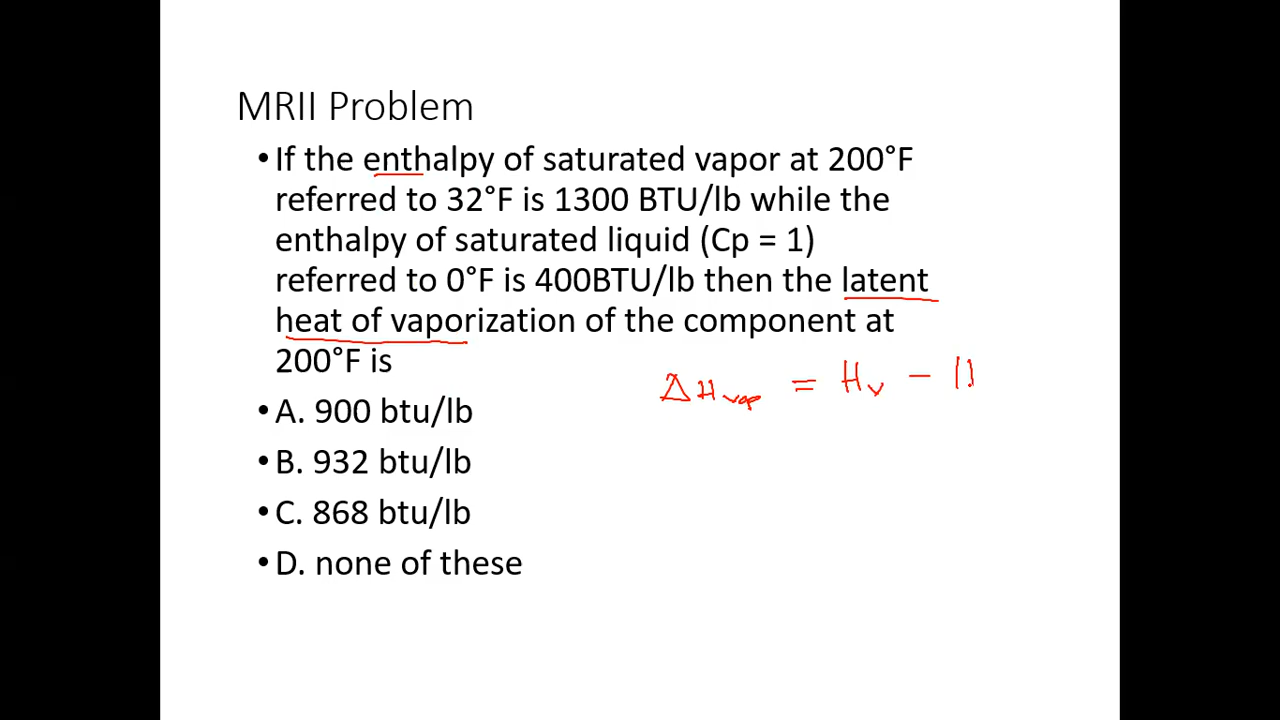 MRII Problem
• If the enthalpy of saturated vapor at 200°F
referred to 32°F is 1300 BTU/lb while the
enthalpy of saturated liquid (Cp = 1)
referred to 0°F is 400BTU/lb then the latent
heat of vaporization of the component at
200°F is
ΔHvap = Hv -
• A. 900 btu/lb
• B. 932 btu/lb
• C. 868 btu/lb
• D. none of these